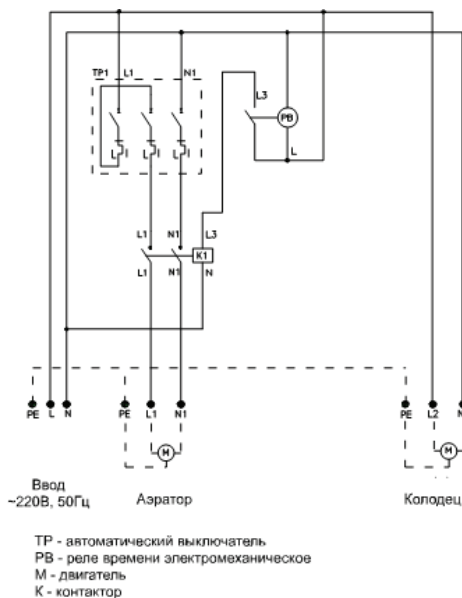 ТР1 L1 N1
L3
РВ
L
L1 N1 L3
К1
L1 N1 N
PE L N PE L1 N1 PE L2 N
М М
Ввод
~220В, 50Гц
Аэратор
Колодец
ТР - автоматический выключатель
РВ - реле времени электромеханическое
М - двигатель
К - контактор